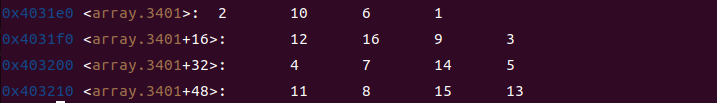 0x4031e0 <array.3401>: 2 10 6 1
0x4031f0 <array.3401+16>: 12 16 9 3
0x403200 <array.3401+32>: 4 7 14 5
0x403210 <array.3401+48>: 11 8 15 13